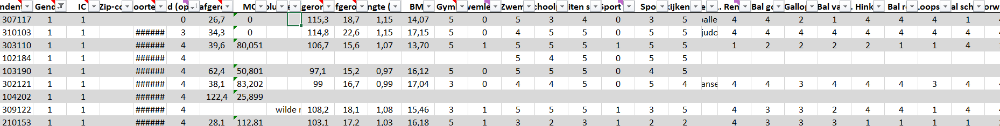 ndent Gend IC Zip-co oorte d (op afgero MC olu e geron fgero ngte ( BM Gym wemle Zwem choolp iten s Sport Spo kijken e .. Ren Bal go Gallop Bal va . Hink Bal ro Loops al sch orw
307117 1 1 0 26,7 0 115,3 18,7 1,15 14,07 5 0 5 3 4 0 3 5 balle 4 4 2 1 4 4 4 1
310103 1 1 ###### 3 34,3 0 114,8 22,6 1,15 17,15 5 0 4 5 5 0 5 5 judo 4 4 4 4 4 4 4 4
303110 1 1 ###### 4 39,6 80,051 106,7 15,6 1,07 13,70 5 1 5 5 5 1 5 5 1 2 2 2 2 1 1 4
102184 1 1 ###### 4 5 4 5 0 5 5
103190 1 1 ###### 4 62,4 50,801 97,1 15,2 0,97 16,12 5 0 5 5 5 0 4 5
302121 1 1 ###### 4 38,1 83,202 99 16,7 0,99 17,04 3 0 4 4 5 0 5 4 anse 4 4 3 4 4 4 3 4
104202 1 1 ###### 4 122,4 25,899
309122 1 1 ###### 4 wilde r 108,2 18,1 1,08 15,46 3 1 5 5 5 1 3 5 4 3 3 2 4 4 1 4
210153 1 1 ###### 4 28,1 112,81 103,1 17,2 1,03 16,18 5 1 3 2 3 1 2 2 4 3 3 3 1 1 1 1